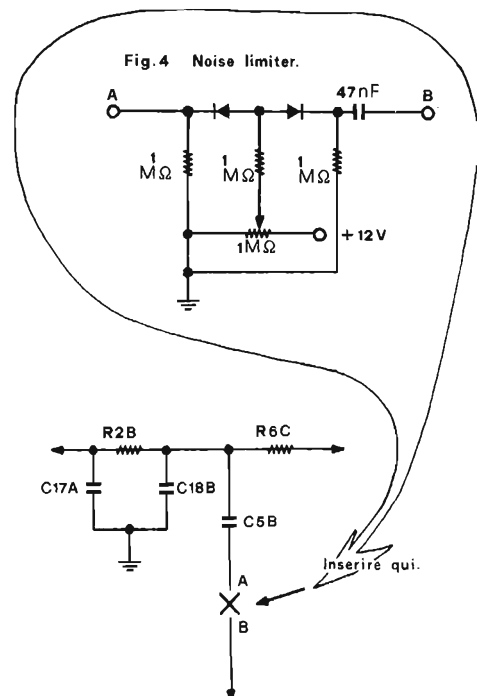 Fig.4 Noise limiter.
A
47nF
B
1
MΩ
1
MΩ
1
MΩ
1MΩ
+12V
R2B
R6C
C17A
C18B
C5B
A
Inserire qui.
B